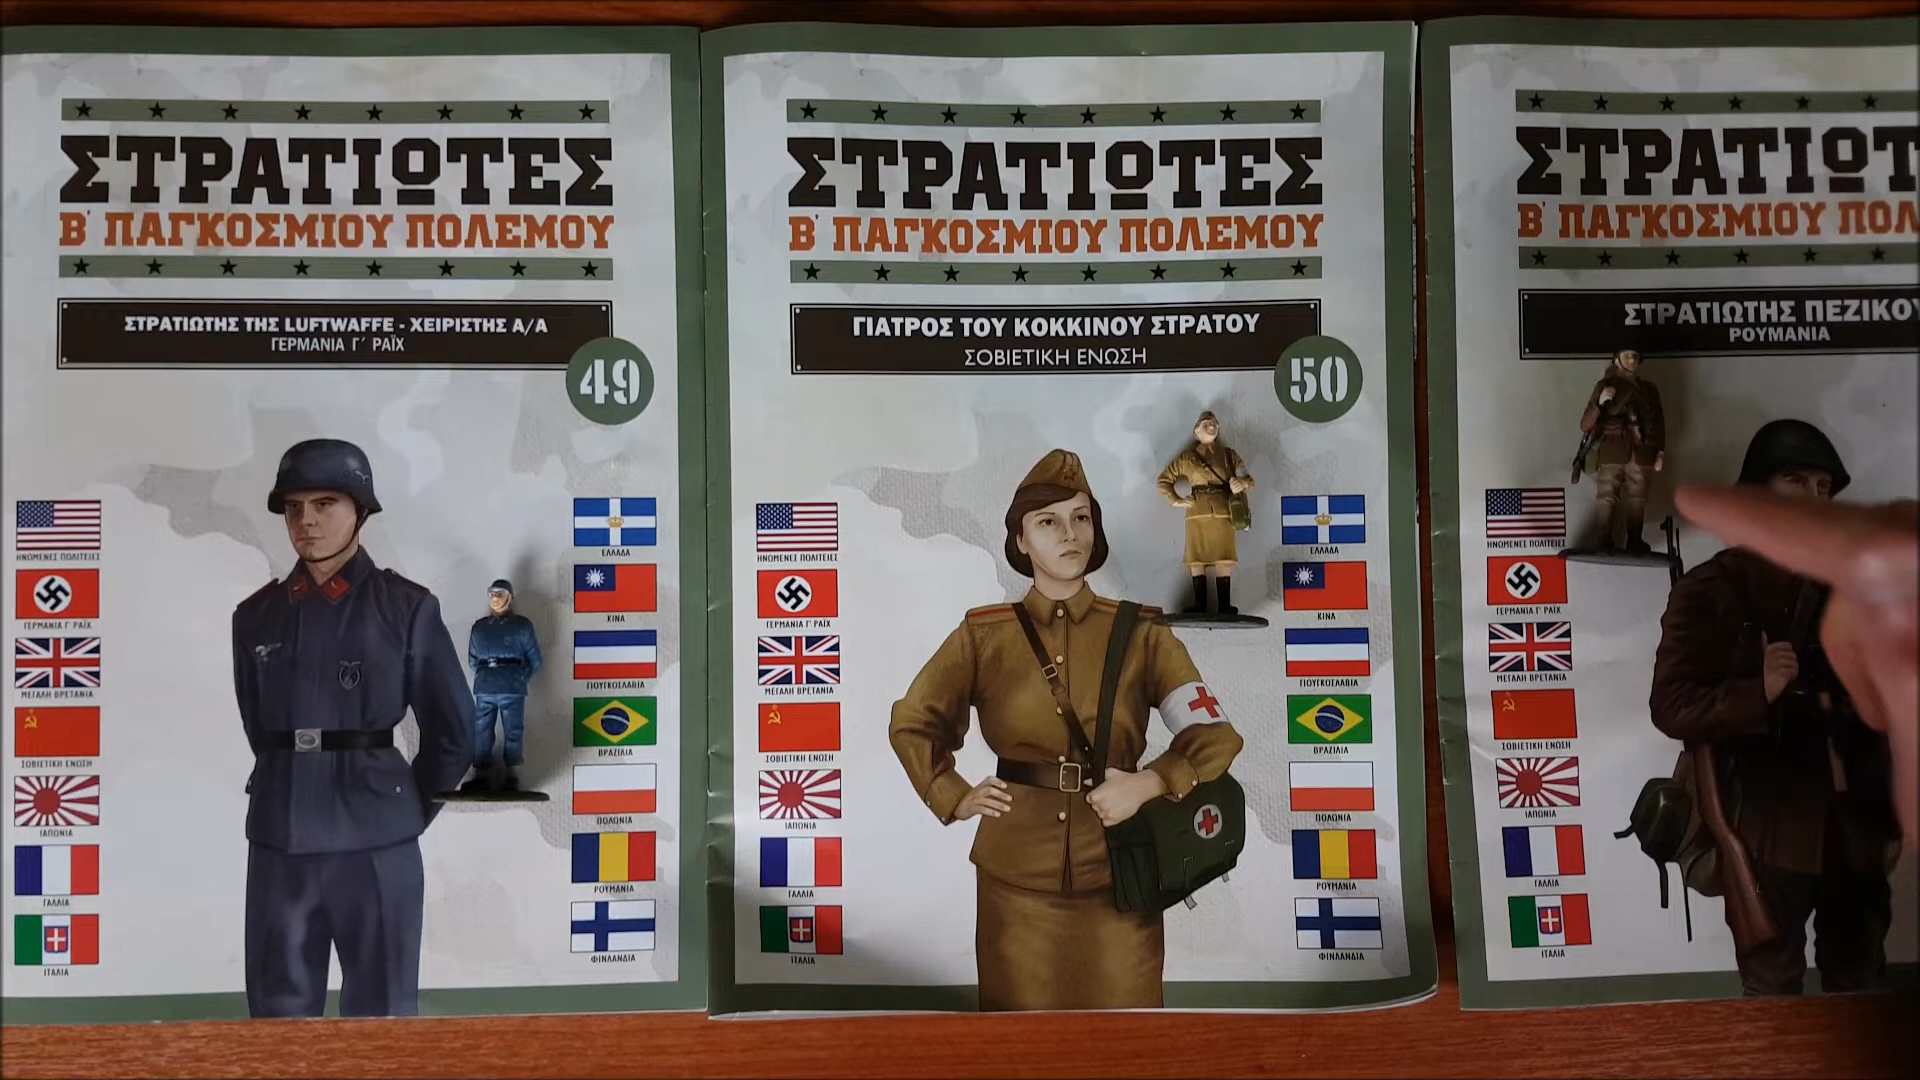 ΣΤΡΑΤΙΩΤΕΣ
Β' ΠΑΓΚΟΣΜΙΟΥ ΠΟΛΕΜΟΥ
ΣΤΡΑΤΙΩΤΗΣ ΤΗΣ LUFTWAFFE - ΧΕΙΡΙΣΤΗΣ Α/Α
ΓΕΡΜΑΝΙΑ Γ΄ ΡΑΪΧ
49
ΗΝΩΜΕΝΕΣ ΠΟΛΙΤΕΙΕΣ
ΓΕΡΜΑΝΙΑ Γ' ΡΑΪΧ
ΜΕΓΑΛΗ ΒΡΕΤΑΝΙΑ
ΣΟΒΙΕΤΙΚΗ ΕΝΩΣΗ
ΙΑΠΩΝΙΑ
ΓΑΛΛΙΑ
ΙΤΑΛΙΑ
ΕΛΛΑΔΑ
ΚΙΝΑ
ΓΙΟΥΓΚΟΣΛΑΒΙΑ
ΒΡΑΖΙΛΙΑ
ΠΟΛΩΝΙΑ
ΡΟΥΜΑΝΙΑ
ΦΙΝΛΑΝΔΙΑ
ΣΤΡΑΤΙΩΤΕΣ
Β' ΠΑΓΚΟΣΜΙΟΥ ΠΟΛΕΜΟΥ
ΓΙΑΤΡΟΣ ΤΟΥ ΚΟΚΚΙΝΟΥ ΣΤΡΑΤΟΥ
ΣΟΒΙΕΤΙΚΗ ΕΝΩΣΗ
50
ΗΝΩΜΕΝΕΣ ΠΟΛΙΤΕΙΕΣ
ΓΕΡΜΑΝΙΑ Γ' ΡΑΪΧ
ΜΕΓΑΛΗ ΒΡΕΤΑΝΙΑ
ΣΟΒΙΕΤΙΚΗ ΕΝΩΣΗ
ΙΑΠΩΝΙΑ
ΓΑΛΛΙΑ
ΙΤΑΛΙΑ
ΕΛΛΑΔΑ
ΚΙΝΑ
ΓΙΟΥΓΚΟΣΛΑΒΙΑ
ΒΡΑΖΙΛΙΑ
ΠΟΛΩΝΙΑ
ΡΟΥΜΑΝΙΑ
ΦΙΝΛΑΝΔΙΑ
ΣΤΡΑΤΙΩΤ
Β' ΠΑΓΚΟΣΜΙΟΥ ΠΟΛ
ΣΤΡΑΤΙΩΤΗΣ ΠΕΖΙΚΟΥ
ΡΟΥΜΑΝΙΑ
ΗΝΩΜΕΝΕΣ ΠΟΛΙΤΕΙΕΣ
ΓΕΡΜΑΝΙΑ Γ' ΡΑΪΧ
ΜΕΓΑΛΗ ΒΡΕΤΑΝΙΑ
ΣΟΒΙΕΤΙΚΗ ΕΝΩΣΗ
ΙΑΠΩΝΙΑ
ΓΑΛΛΙΑ
ΙΤΑΛΙΑ